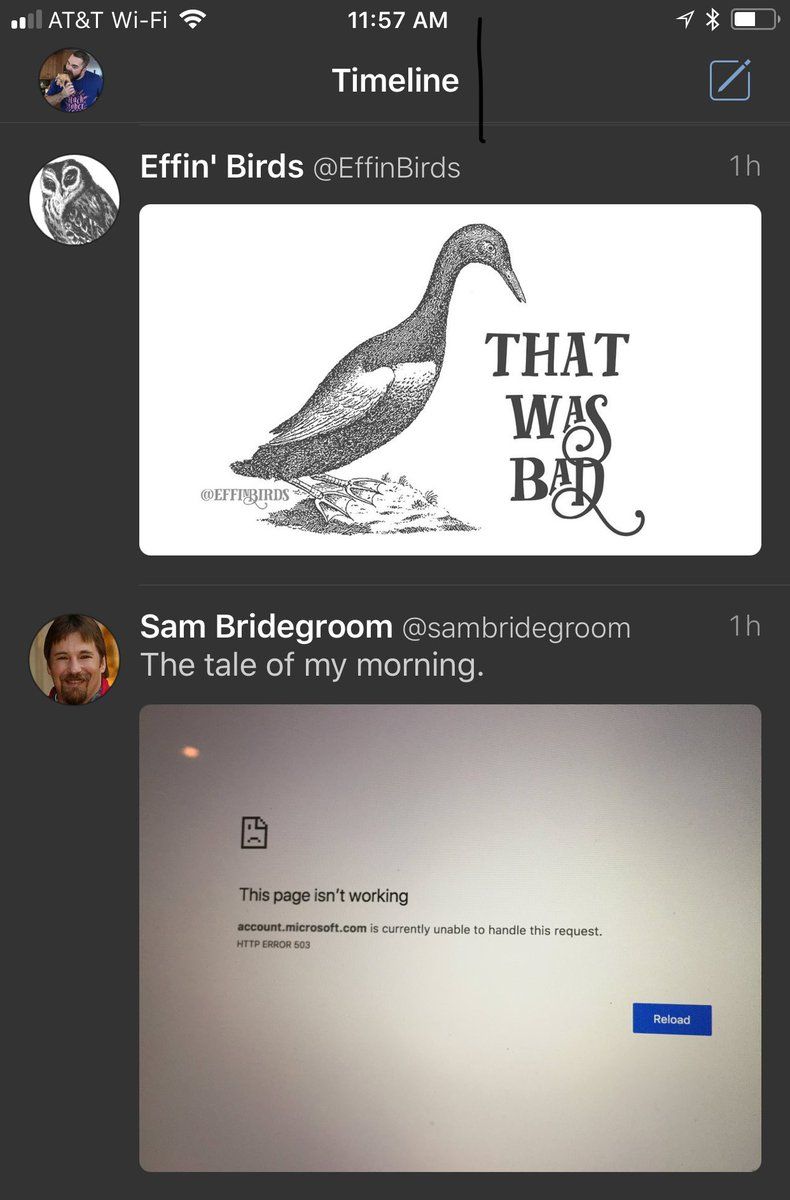 AT&T Wi-Fi 11:57 AM
Timeline
Effin' Birds @EffinBirds 1h
THAT
WAS
BAD
@EFFINBIRDS
Sam Bridegroom @sambridegroom 1h
The tale of my morning.
This page isn't working
account.microsoft.com is currently unable to handle this request.
HTTP ERROR 503
Reload